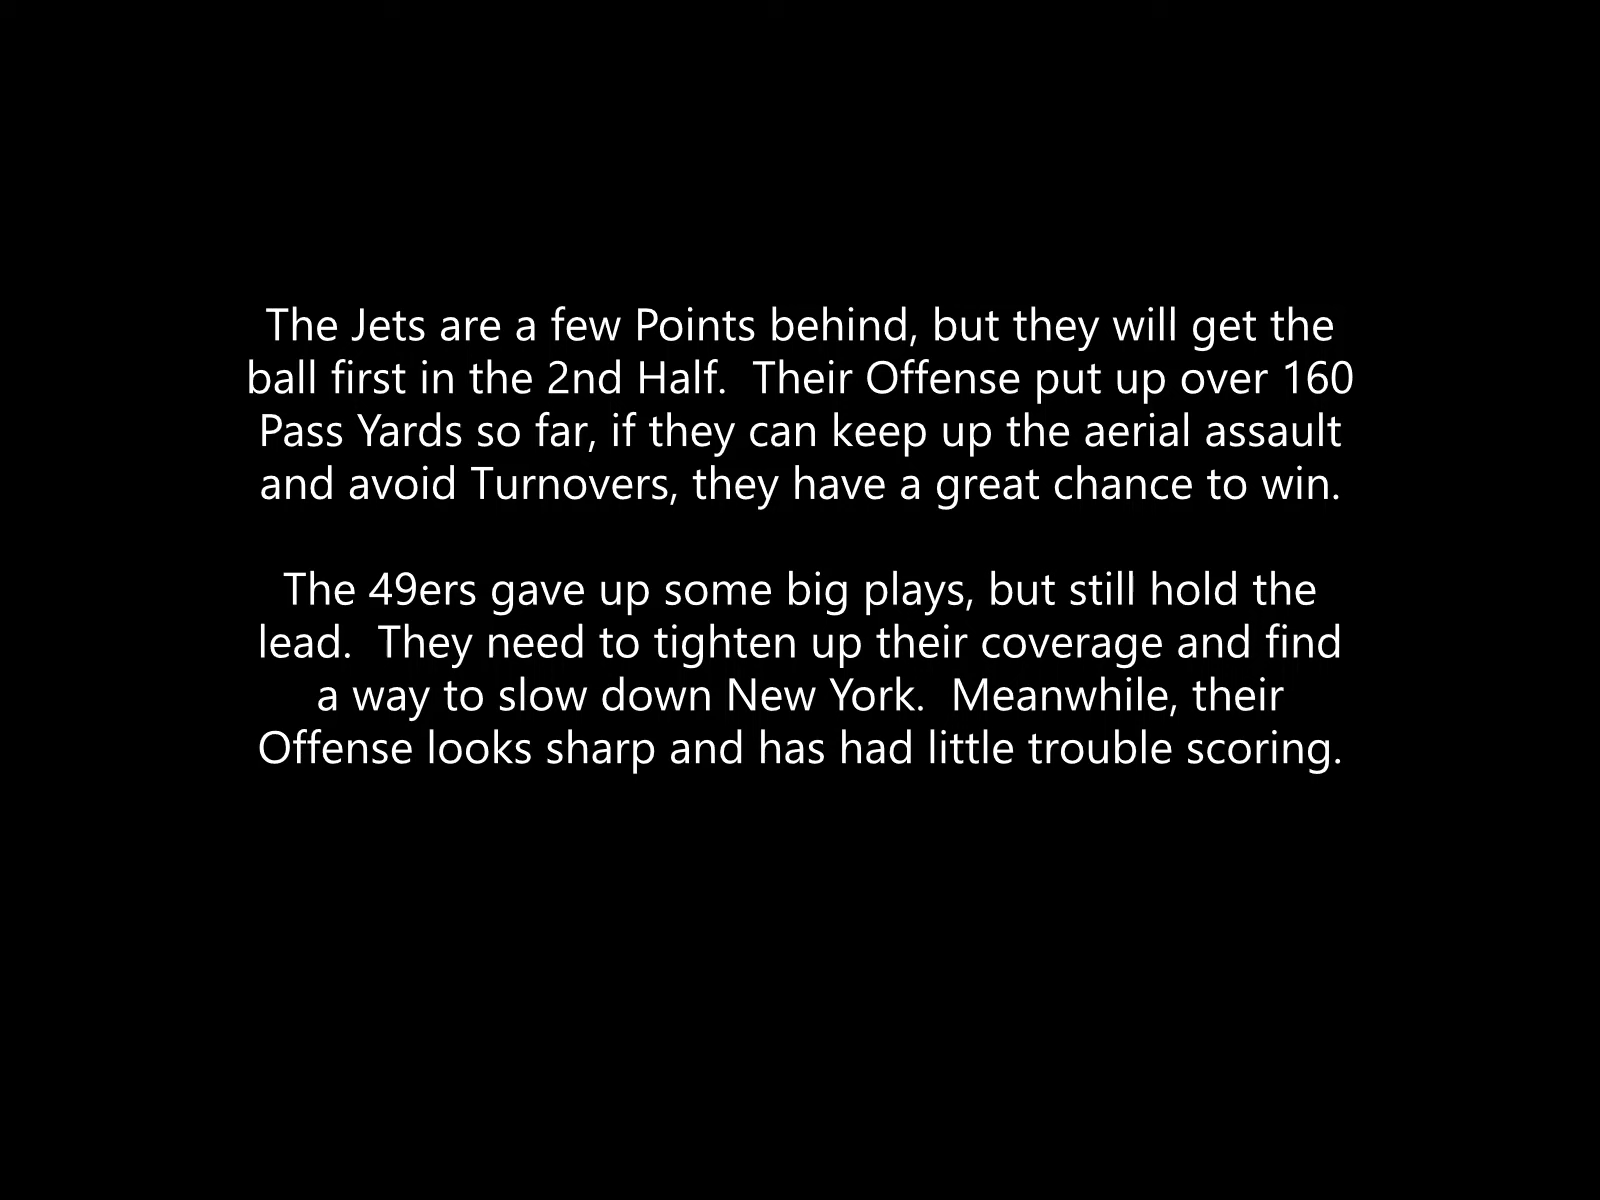 The Jets are a few Points behind, but they will get the
ball first in the 2nd Half.  Their Offense put up over 160
Pass Yards so far, if they can keep up the aerial assault
and avoid Turnovers, they have a great chance to win.

The 49ers gave up some big plays, but still hold the
lead.  They need to tighten up their coverage and find
a way to slow down New York.  Meanwhile, their
Offense looks sharp and has had little trouble scoring.